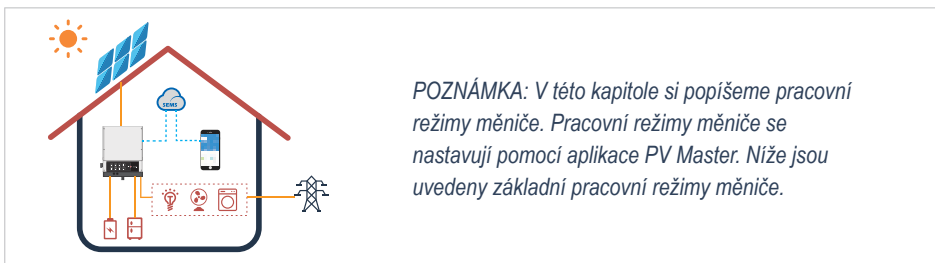 SEMS
POZNÁMKA: V této kapitole si popíšeme pracovní
režimy měniče. Pracovní režimy měniče se
nastavují pomocí aplikace PV Master. Níže jsou
uvedeny základní pracovní režimy měniče.